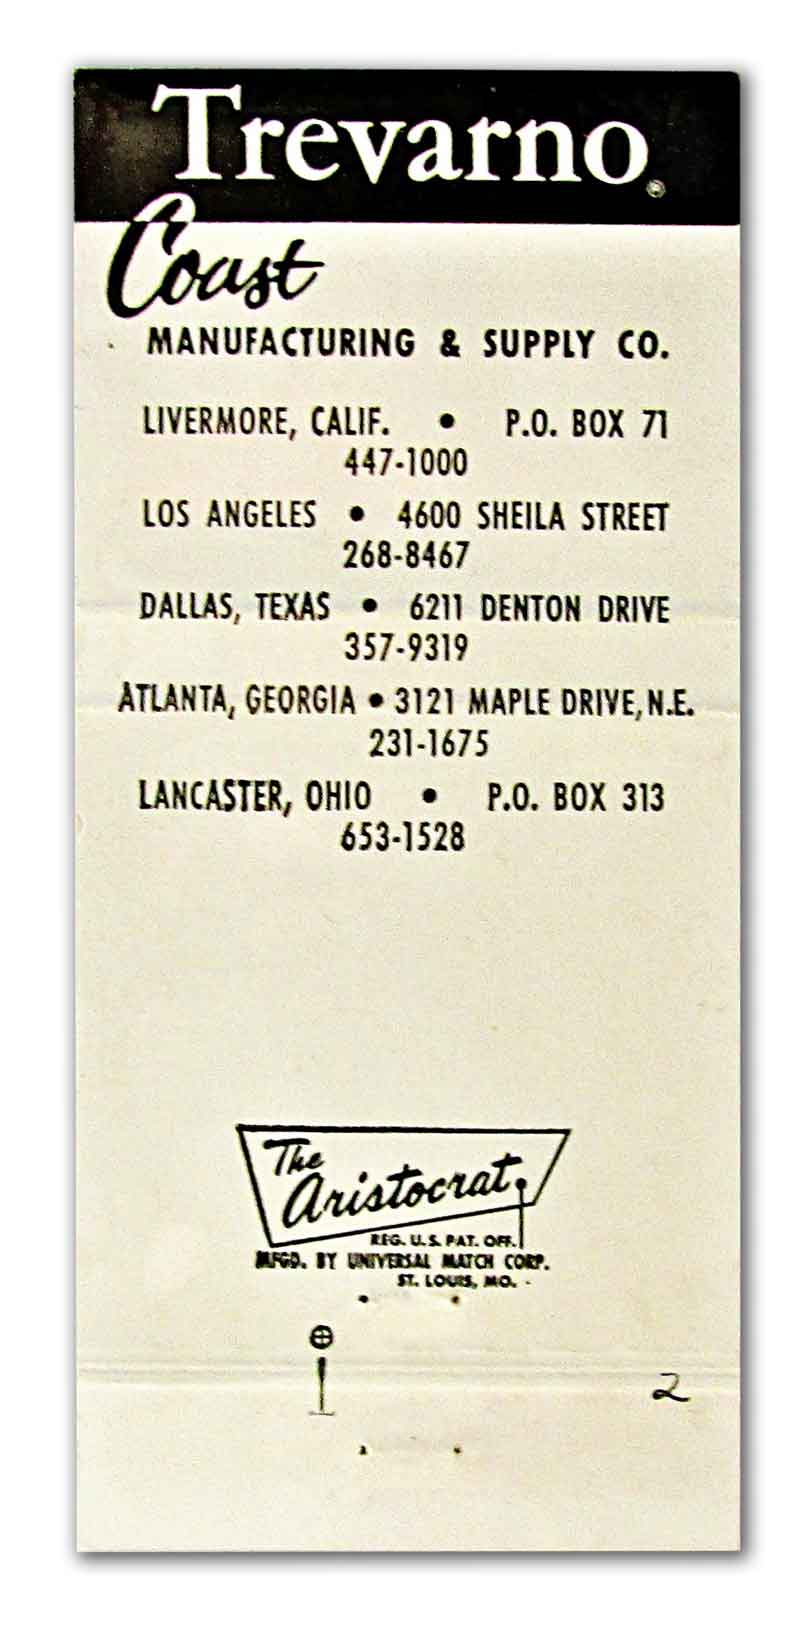 Trevarno®
Coast
MANUFACTURING & SUPPLY CO.
LIVERMORE, CALIF. • P.O. BOX 71
447-1000
LOS ANGELES • 4600 SHEILA STREET
268-8467
DALLAS, TEXAS • 6211 DENTON DRIVE
357-9319
ATLANTA, GEORGIA • 3121 MAPLE DRIVE, N.E.
231-1675
LANCASTER, OHIO • P.O. BOX 313
653-1528
The
Aristocrat
REG. U.S. PAT. OFF.
MFGD. BY UNIVERSAL MATCH CORP.
ST. LOUIS, MO.
2